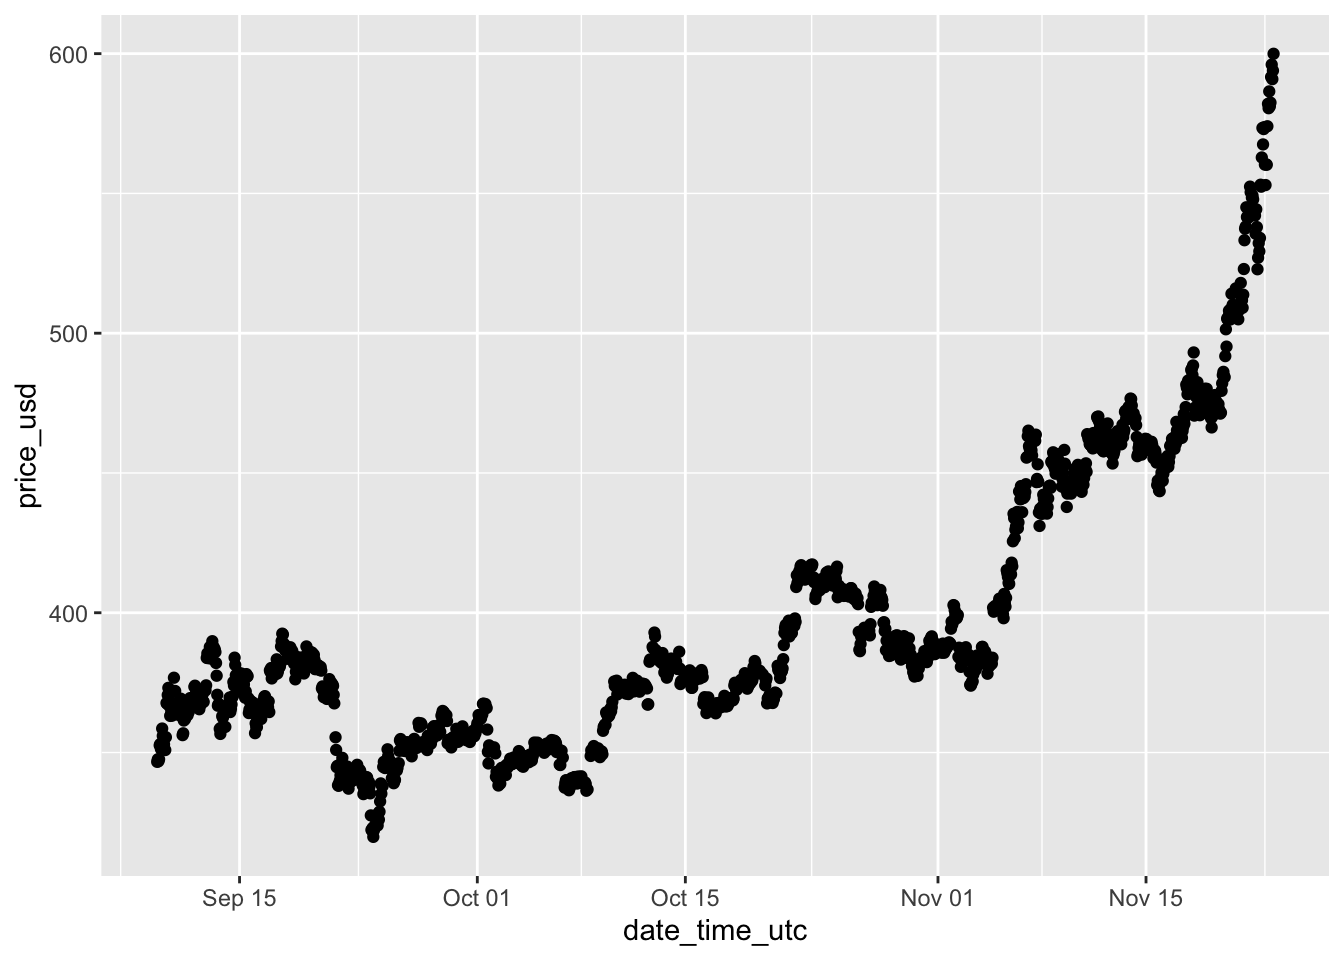 600
500
400
price_usd
Sep 15
Oct 01
Oct 15
Nov 01
Nov 15
date_time_utc